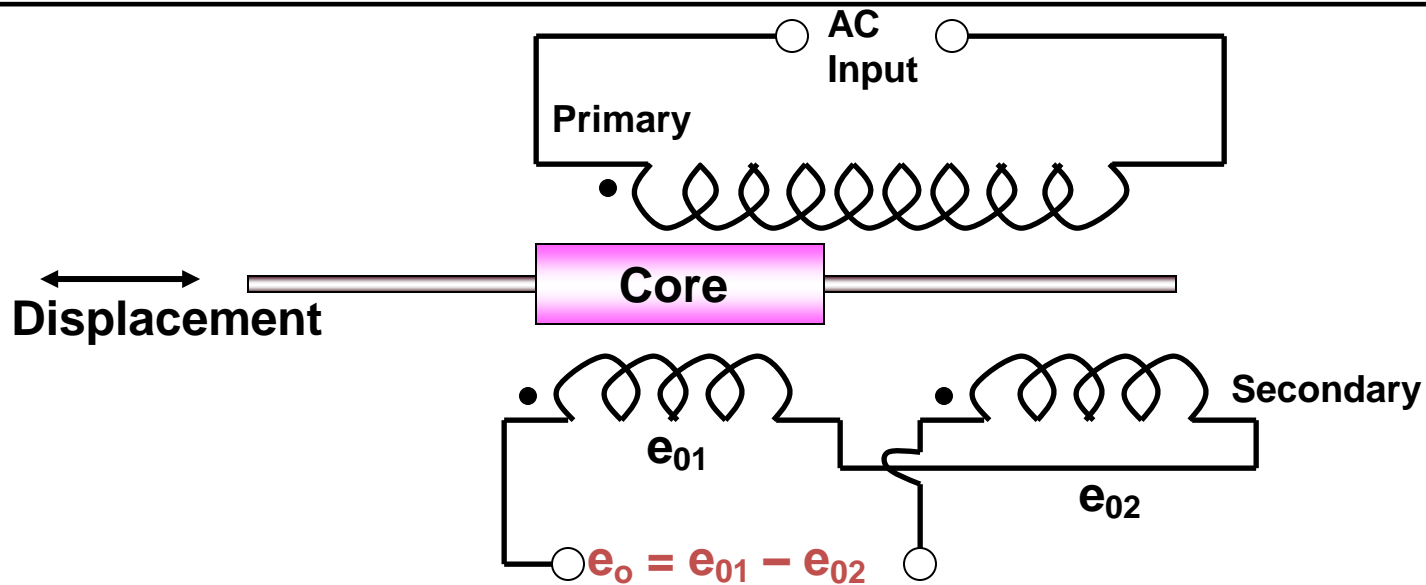 AC
Input
Primary
Core
Displacement
Secondary
e₀₁
e₀₂
eₒ = e₀₁ − e₀₂